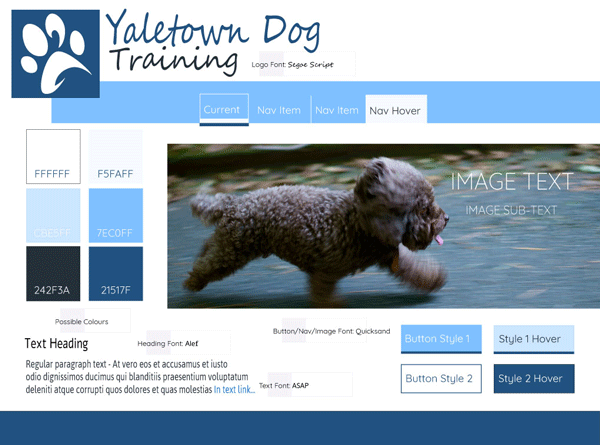 Yaletown Dog
Training
Logo Font: Segoe Script
Current
Nav Item
Nav Item
Nav Hover
FFFFFF
F5FAFF
7EC0FF
242F3A
21517F
IMAGE TEXT
IMAGE SUB-TEXT
Possible Colours
Button/Nav/Image Font: Quicksand
Text Heading
Heading Font: Alef
Regular paragraph text - At vero eos et accusamus et iusto
odio dignissimos ducimus qui blanditiis praesentium voluptatum
deleniti atque corrupti quos dolores et quas molestias In text link...
Text Font: ASAP
Button Style 1
Style 1 Hover
Button Style 2
Style 2 Hover